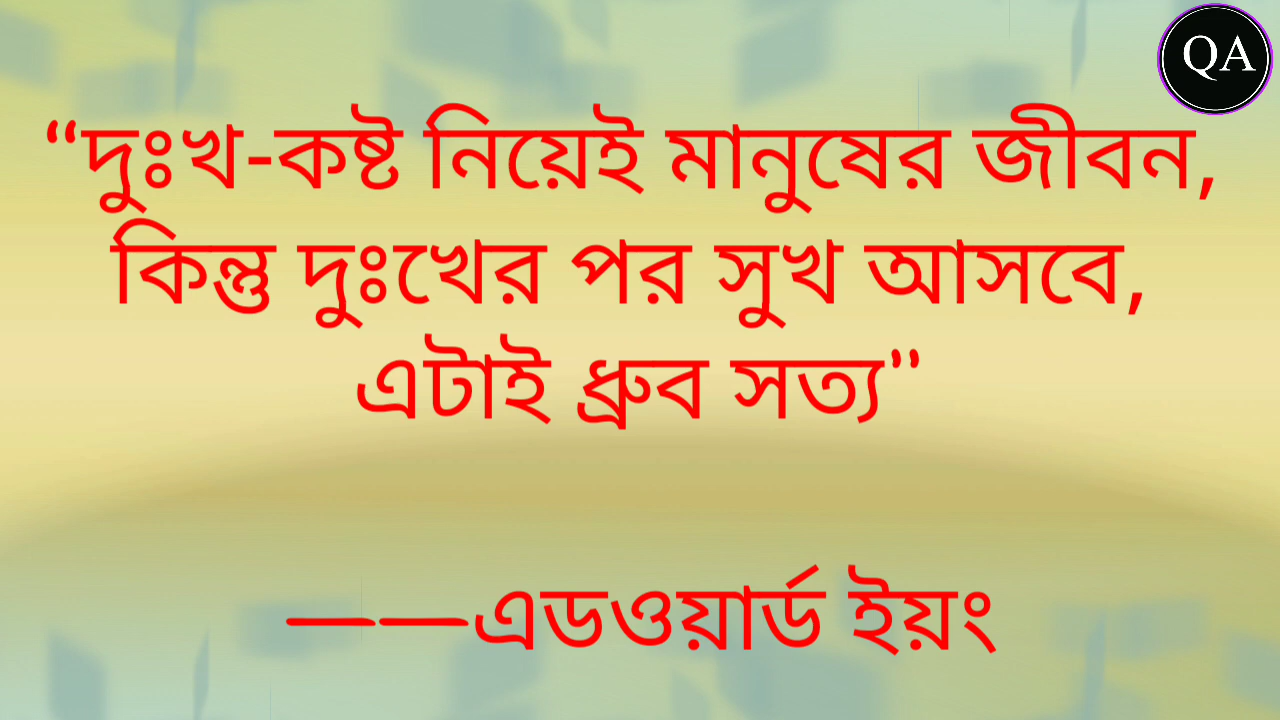 QA
“দুঃখ-কষ্ট নিয়েই মানুষের জীবন,
কিন্তু দুঃখের পর সুখ আসবে,
এটাই ধ্রুব সত্য”
——এডওয়ার্ড ইয়ং